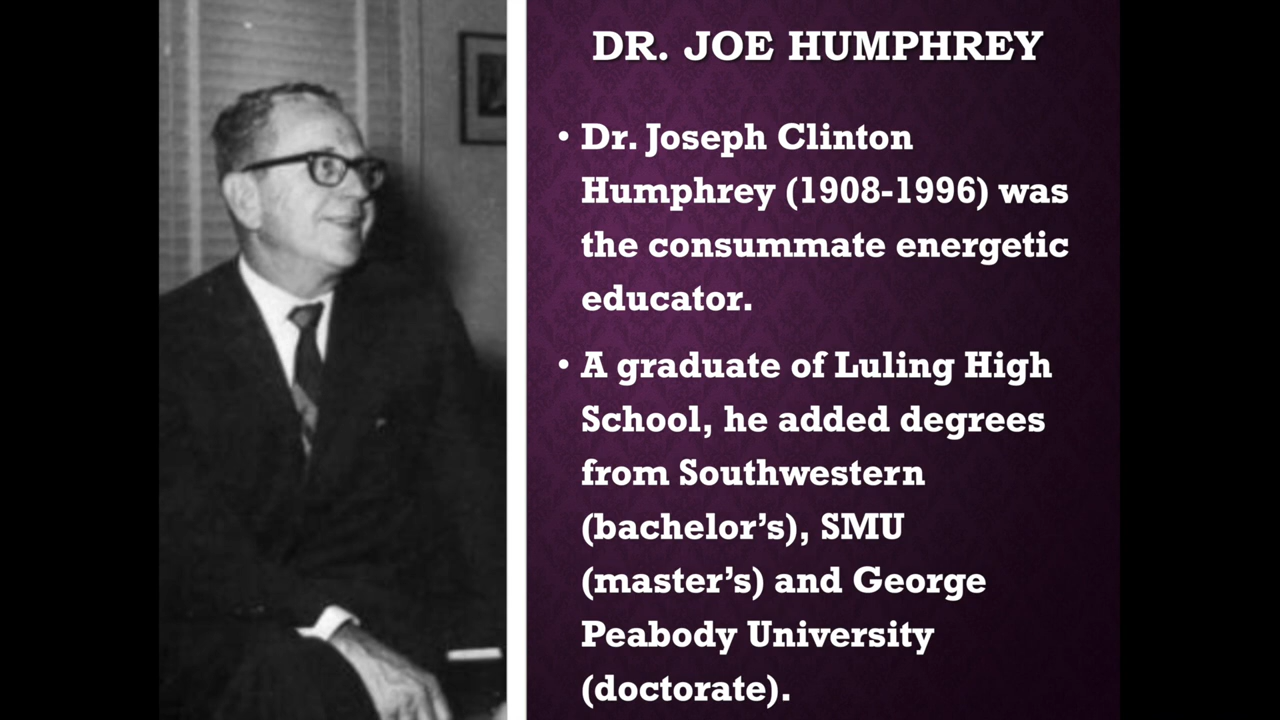 DR. JOE HUMPHREY
• Dr. Joseph Clinton
Humphrey (1908-1996) was
the consummate energetic
educator.
• A graduate of Luling High
School, he added degrees
from Southwestern
(bachelor’s), SMU
(master’s) and George
Peabody University
(doctorate).